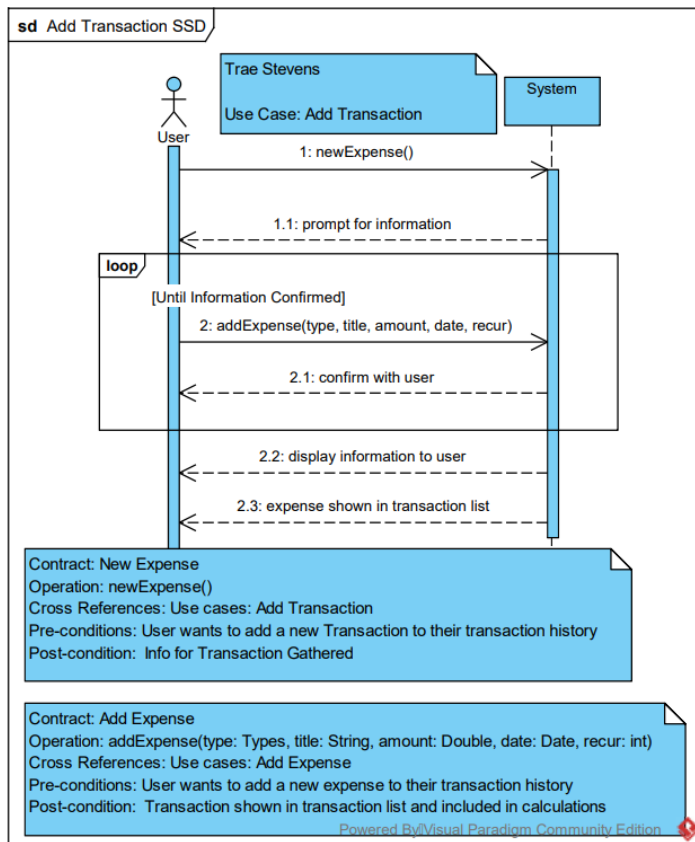 sd Add Transaction SSD
Trae Stevens
Use Case: Add Transaction
System
User
1: newExpense()
1.1: prompt for information
loop
[Until Information Confirmed]
2: addExpense(type, title, amount, date, recur)
2.1: confirm with user
2.2: display information to user
2.3: expense shown in transaction list
Contract: New Expense
Operation: newExpense()
Cross References: Use cases: Add Transaction
Pre-conditions: User wants to add a new Transaction to their transaction history
Post-condition:  Info for Transaction Gathered
Contract: Add Expense
Operation: addExpense(type: Types, title: String, amount: Double, date: Date, recur: int)
Cross References: Use cases: Add Expense
Pre-conditions: User wants to add a new expense to their transaction history
Post-condition:  Transaction shown in transaction list and included in calculations
Powered By Visual Paradigm Community Edition